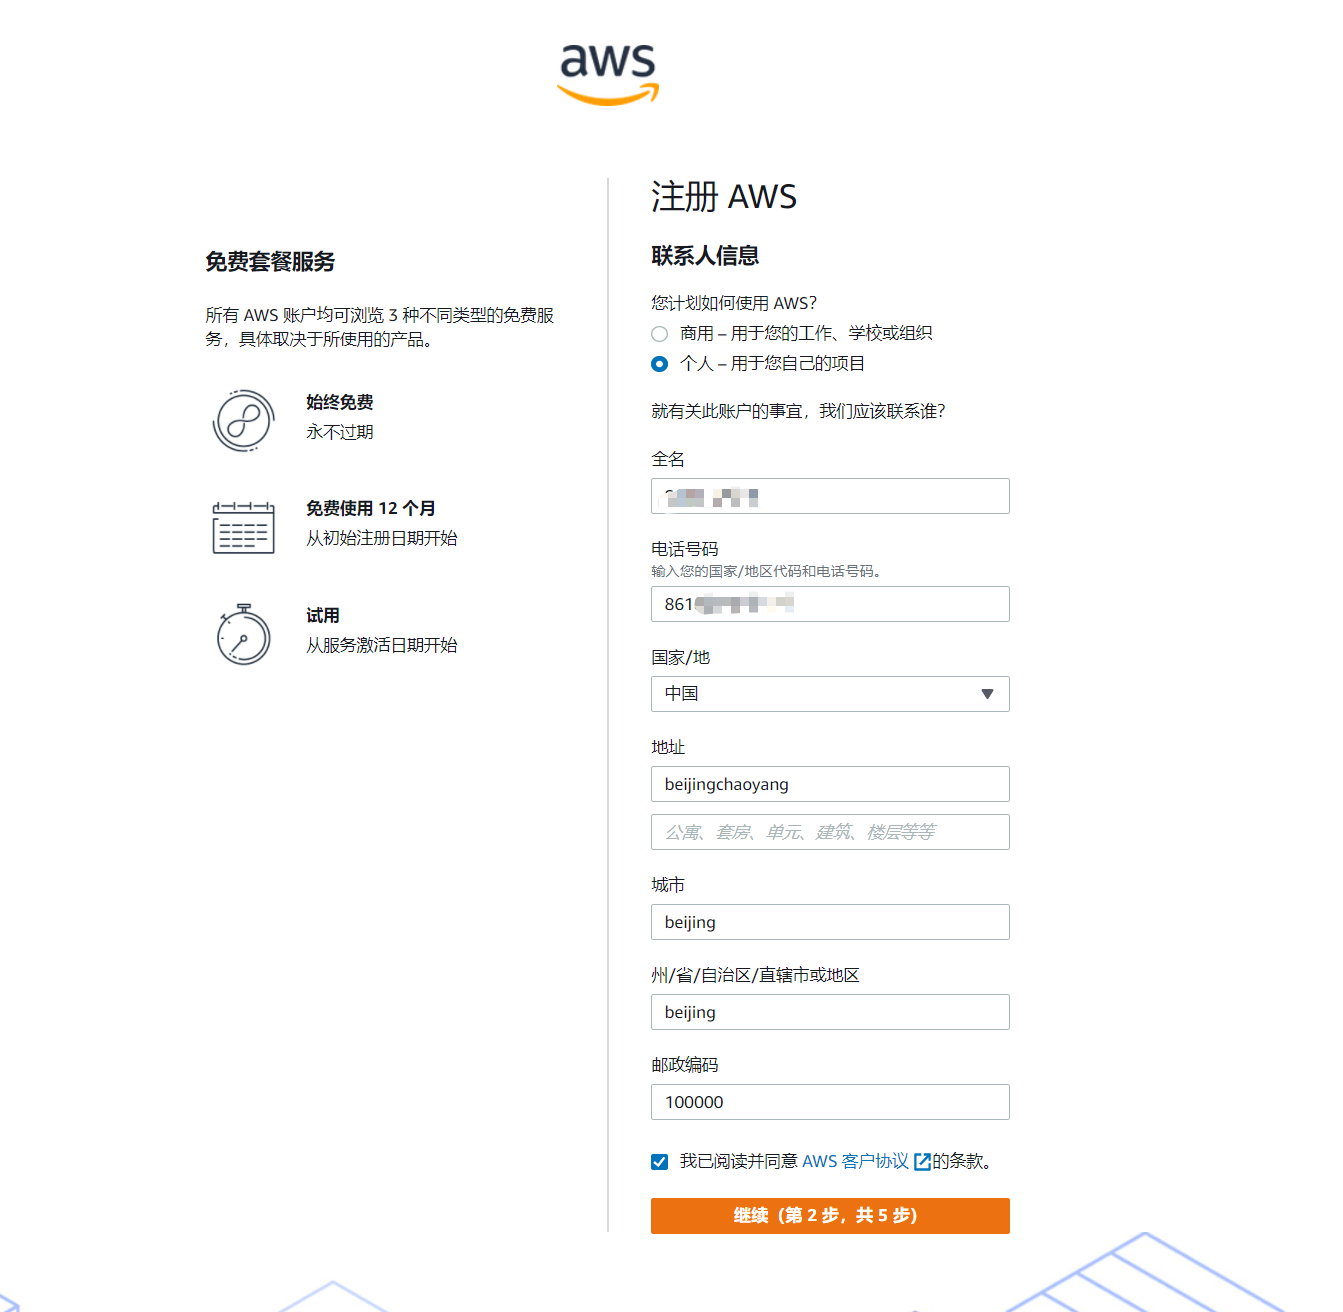 aws
免费套餐服务
所有 AWS 账户均可浏览 3 种不同类型的免费服
务，具体取决于所使用的产品。
始终免费
永不过期
免费使用 12 个月
从初始注册日期开始
试用
从服务激活日期开始
注册 AWS
联系人信息
您计划如何使用 AWS？
商用 – 用于您的工作、学校或组织
个人 – 用于您自己的项目
就有关此账户的事宜，我们应该联系谁？
全名
电话号码
输入您的国家/地区代码和电话号码。
861
国家/地
中国
地址
beijingchaoyang
公寓、套房、单元、建筑、楼层等等
城市
beijing
州/省/自治区/直辖市或地区
beijing
邮政编码
100000
我已阅读并同意 AWS 客户协议 的条款。
继续（第 2 步，共 5 步）